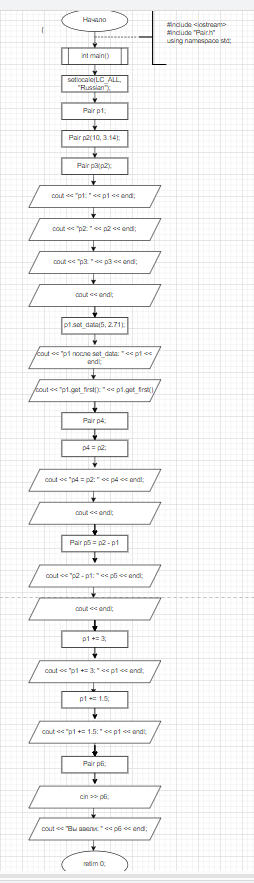 Начало
{
#include <iostream>
#include "Pair.h"
using namespace std;
int main()
setlocale(LC_ALL,
"Russian");
Pair p1;
Pair p2(10, 3.14);
Pair p3(p2);
cout << "p1: " << p1 << endl;
cout << "p2: " << p2 << endl;
cout << "p3: " << p3 << endl;
cout << endl;
p1.set_data(5, 2.71);
cout << "p1 после set_data: " << p1 <<
endl;
cout << "p1.get_first(): " << p1.get_first()
Pair p4;
p4 = p2;
cout << "p4 = p2: " << p4 << endl;
cout << endl;
Pair p5 = p2 - p1
cout << "p2 - p1: " << p5 << endl;
cout << endl;
p1 += 3;
cout << "p1 += 3: " << p1 << endl;
p1 += 1.5;
cout << "p1 += 1.5: " << p1 << endl;
Pair p6;
cin >> p6;
cout << "Вы ввели: " << p6 << endl;
retirn 0;